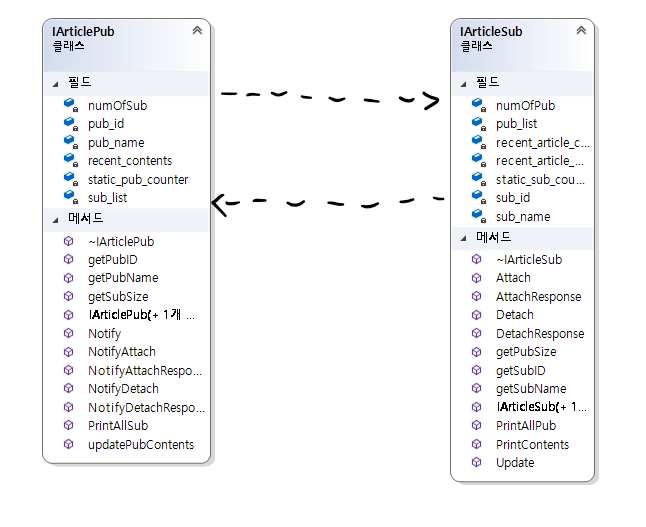 IArticlePub
클래스
필드
numOfSub
pub_id
pub_name
recent_contents
static_pub_counter
sub_list
메서드
~IArticlePub
getPubID
getPubName
getSubSize
IArticlePub(+ 1개 ...
Notify
NotifyAttach
NotifyAttachRespo...
NotifyDetach
NotifyDetachRespo...
PrintAllSub
updatePubContents
IArticleSub
클래스
필드
numOfPub
pub_list
recent_article_c...
recent_article_...
static_sub_cou...
sub_id
sub_name
메서드
~IArticleSub
Attach
AttachResponse
Detach
DetachResponse
getPubSize
getSubID
getSubName
IArticleSub(+ 1...
PrintAllPub
PrintContents
Update